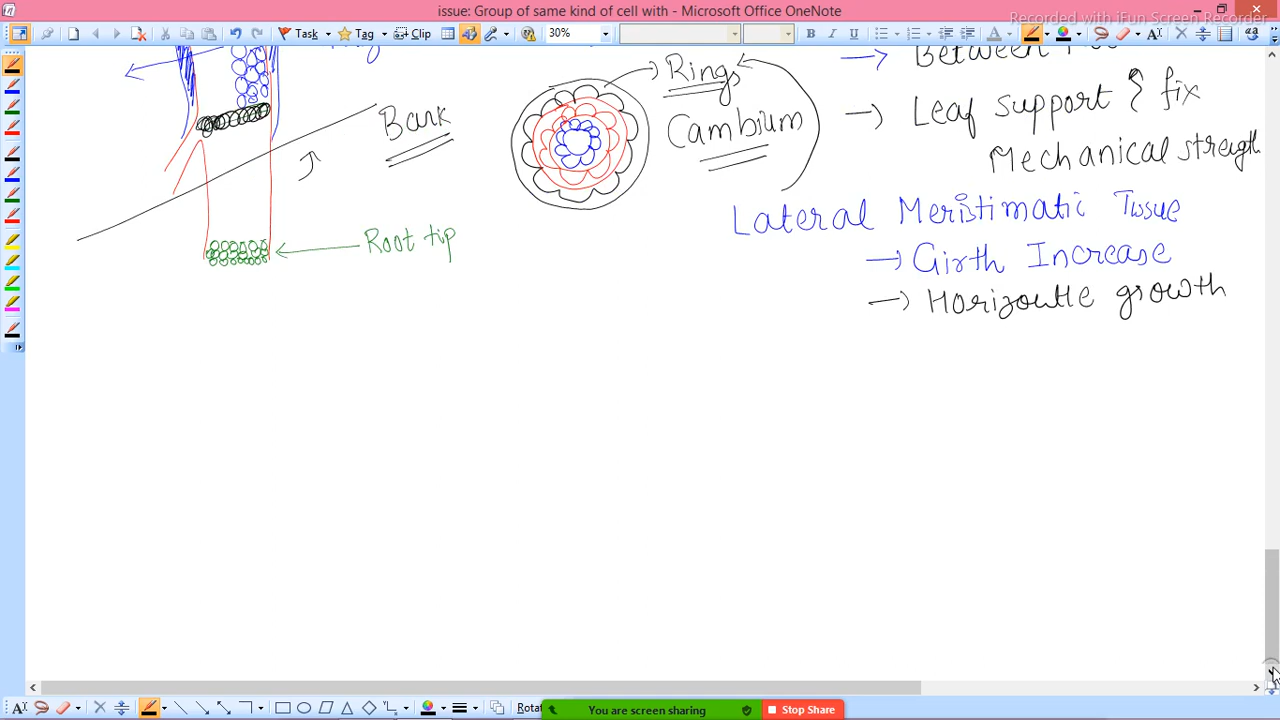 issue: Group of same kind of cell with - Microsoft Office OneNote
Recorded with iFun Screen Recorder
Task Tag Clip 30% B I U
Between
Rings
Leaf support & fix
Bark
Cambium
Mechanical strength
Lateral Meristimatic Tissue
Root tip
Girth Increase
Horizontle growth
Rotat
You are screen sharing
Stop Share